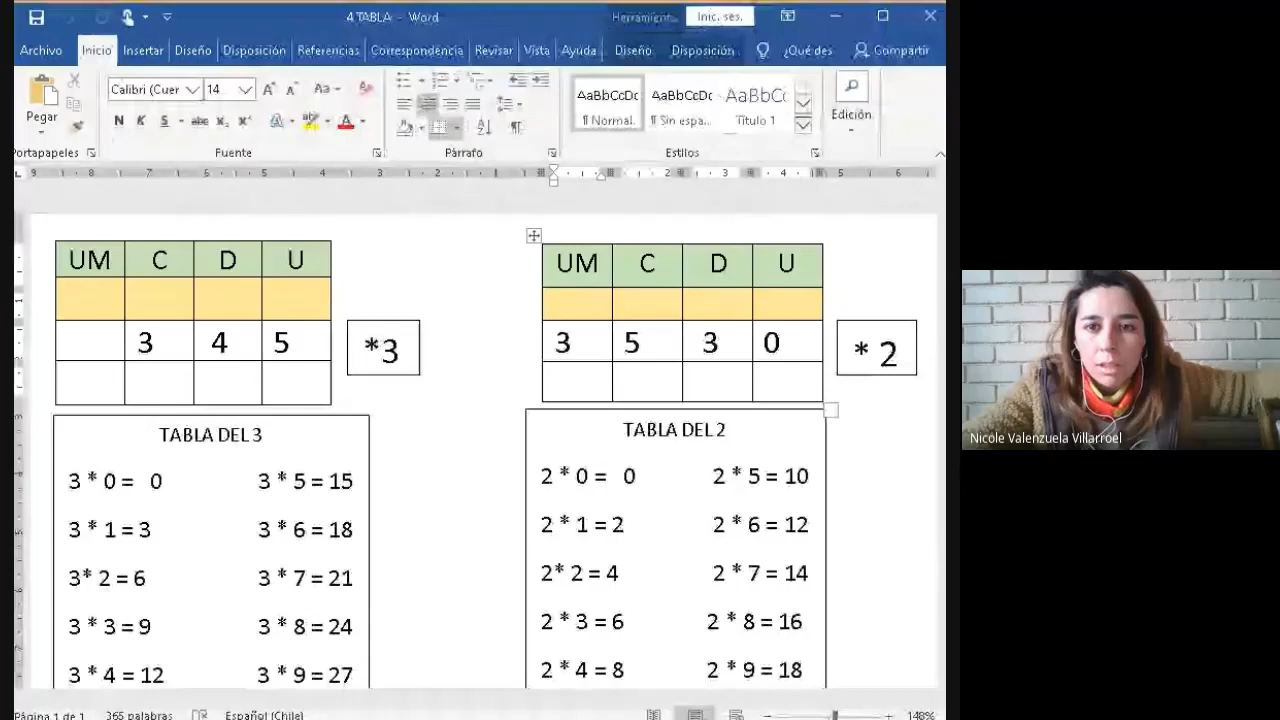 4 TABLA - Word
Herramient...
Inic. ses.
Archivo Inicio Insertar Diseño Disposición Referencias Correspondencia Revisar Vista Ayuda Diseño Disposición ¿Qué des Compartir
Calibri (Cuer 14
Pegar
N K S abc x₂ x²
Portapapeles Fuente Párrafo Estilos
AaBbCcDc AaBbCcDc AaBbCc
¶ Normal ¶ Sin espa... Título 1
Edición
UM C D U
3 4 5
*3
TABLA DEL 3
3 * 0 = 0 3 * 5 = 15
3 * 1 = 3 3 * 6 = 18
3* 2 = 6 3 * 7 = 21
3 * 3 = 9 3 * 8 = 24
3 * 4 = 12 3 * 9 = 27
UM C D U
3 5 3 0
* 2
TABLA DEL 2
2 * 0 = 0 2 * 5 = 10
2 * 1 = 2 2 * 6 = 12
2* 2 = 4 2 * 7 = 14
2 * 3 = 6 2 * 8 = 16
2 * 4 = 8 2 * 9 = 18
Nicole Valenzuela Villarroel
Página 1 de 1 365 palabras Español (Chile) 148%